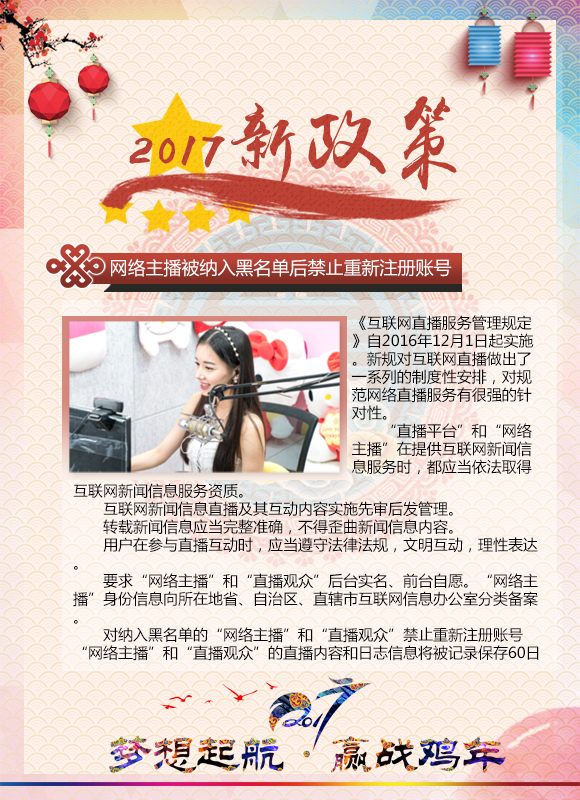 2017新政策
网络主播被纳入黑名单后禁止重新注册账号
《互联网直播服务管理规定
》自2016年12月1日起实施
。新规对互联网直播做出了
一系列的制度性安排，对规
范网络直播服务有很强的针
对性。
“直播平台”和“网络
主播”在提供互联网新闻信
息服务时，都应当依法取得
互联网新闻信息服务资质。
互联网新闻信息直播及其互动内容实施先审后发管理。
转载新闻信息应当完整准确，不得歪曲新闻信息内容。
用户在参与直播互动时，应当遵守法律法规，文明互动，理性表达
。
要求“网络主播”和“直播观众”后台实名、前台自愿。“网络主
播”身份信息向所在地省、自治区、直辖市互联网信息办公室分类备案
。
对纳入黑名单的“网络主播”和“直播观众”禁止重新注册账号
“网络主播”和“直播观众”的直播内容和日志信息将被记录保存60日
2017
梦想起航·赢战鸡年